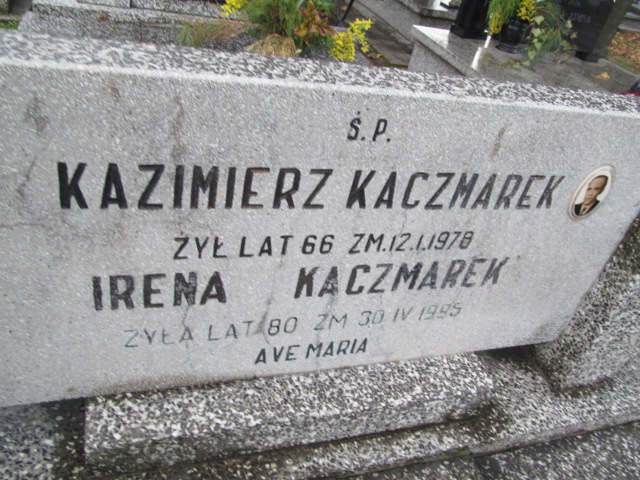 Ś.P.
KAZIMIERZ KACZMAREK
ŻYŁ LAT 66 ZM.12.I.1978
IRENA KACZMAREK
ŻYŁA LAT 80 ZM 30 IV 1995
AVE MARIA